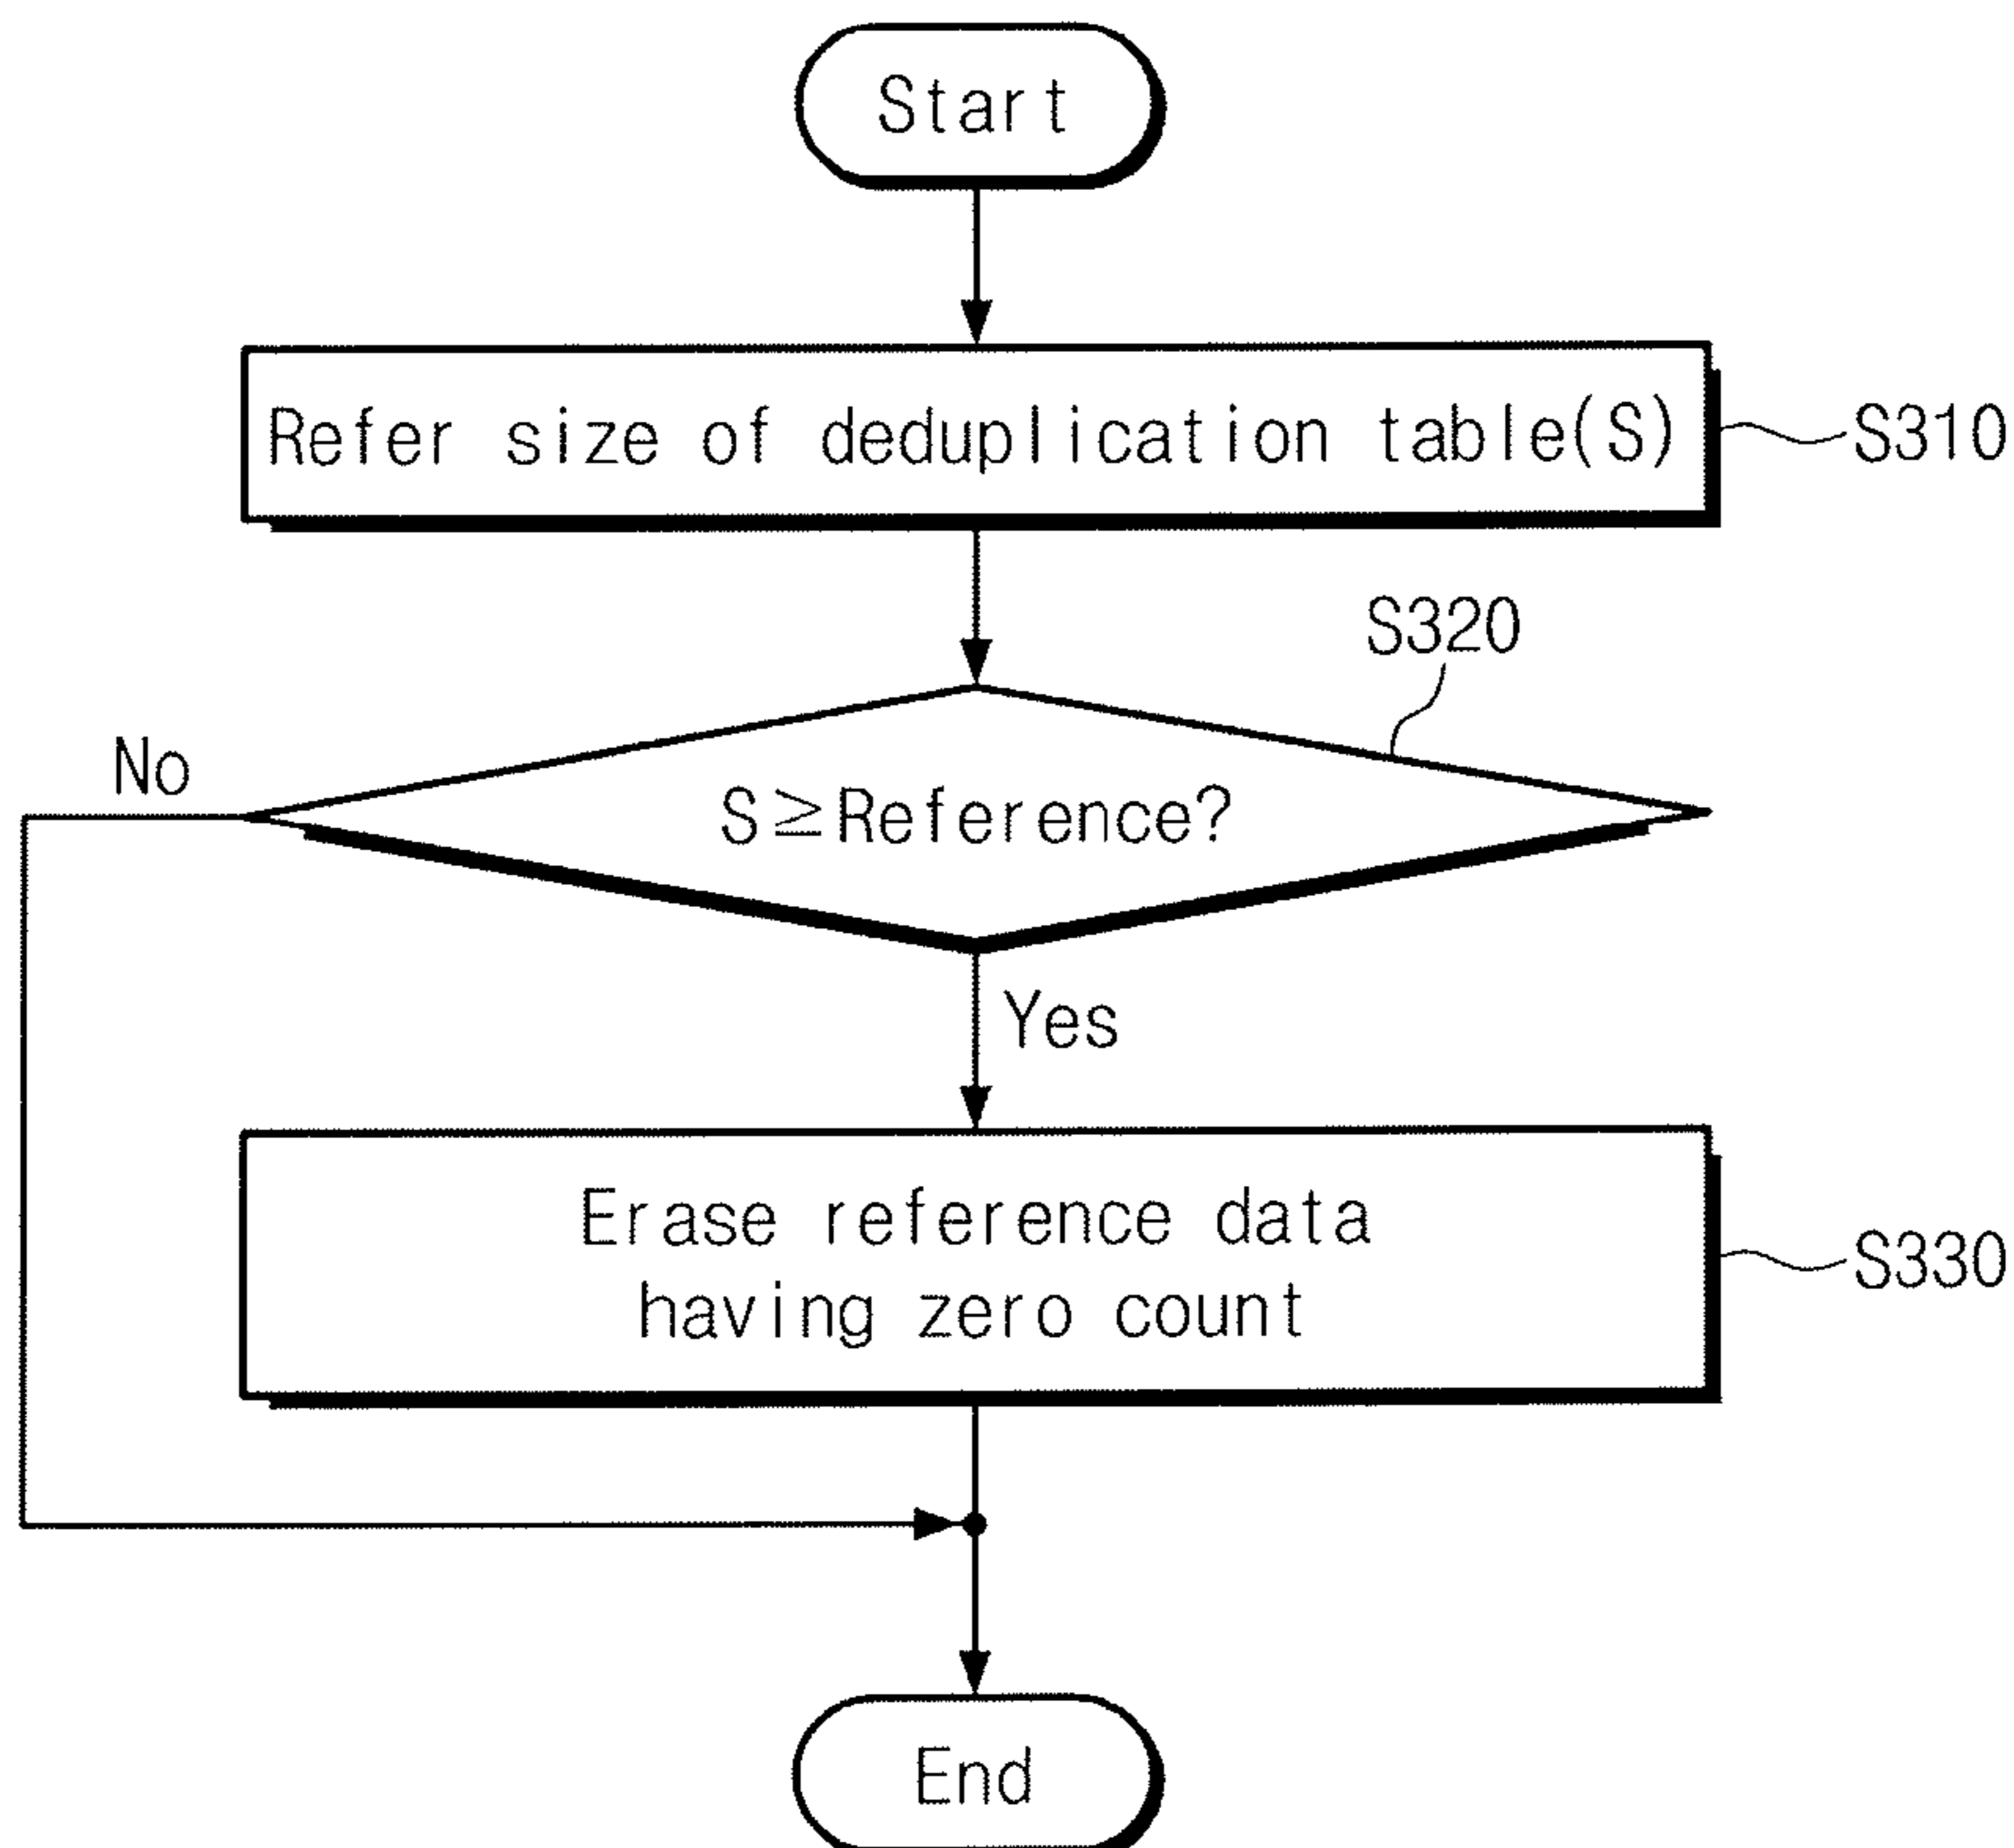 Start
Refer size of deduplication table(S)
S310
S320
No
S≧Reference?
Yes
Erase reference data
having zero count
S330
End